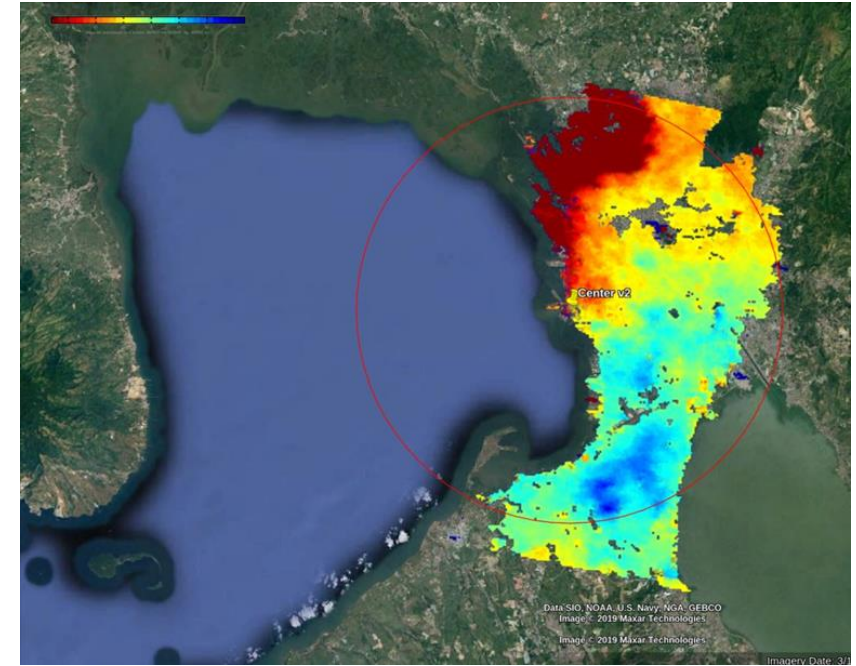 Center v2
Data SIO, NOAA, U.S. Navy, NGA, GEBCO
Image © 2019 Maxar Technologies
Image © 2019 Maxar Technologies
Imagery Date: 3/1